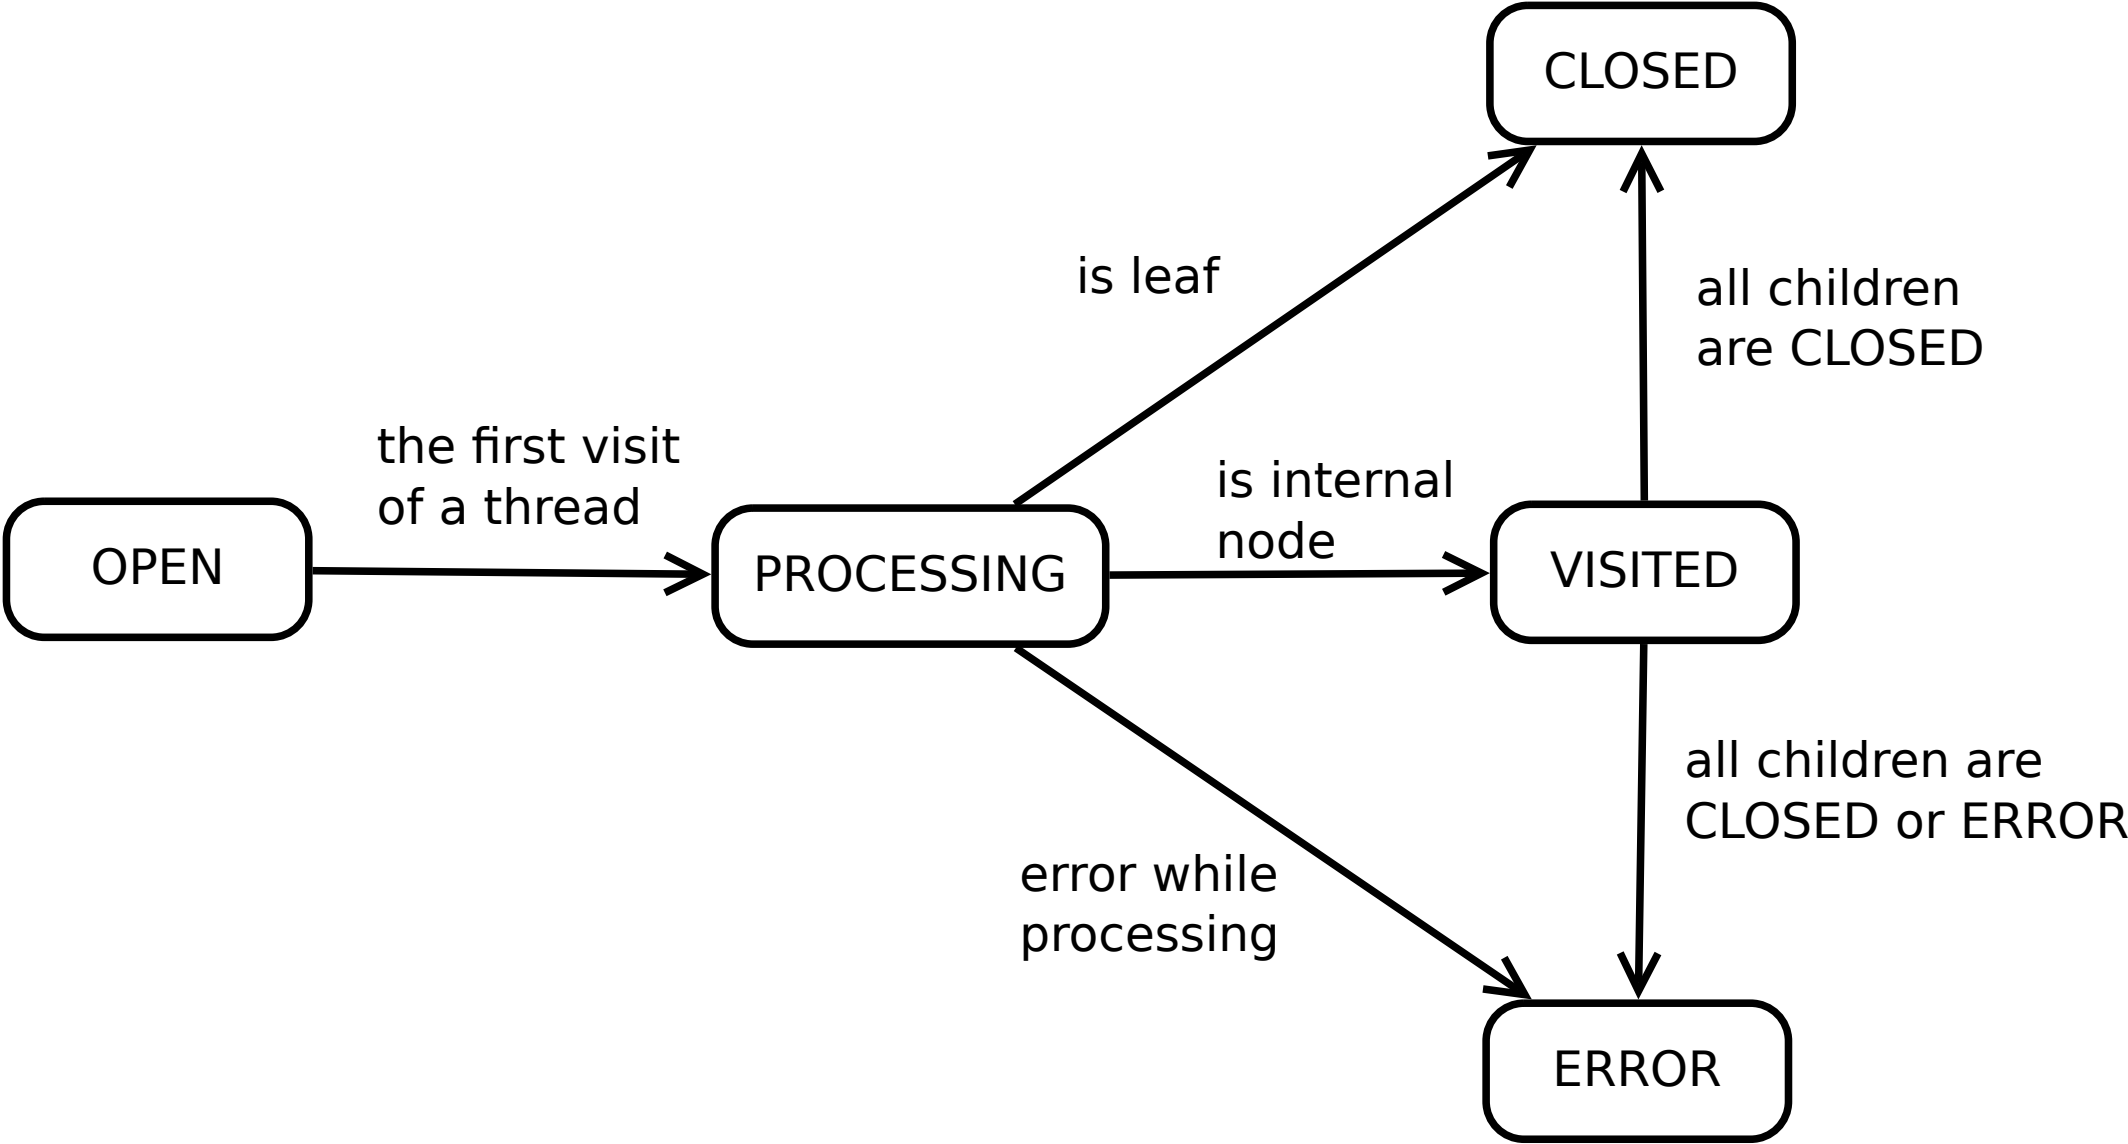 CLOSED
is leaf
all children
are CLOSED
the first visit
of a thread
is internal
node
OPEN
PROCESSING
VISITED
all children are
CLOSED or ERROR
error while
processing
ERROR